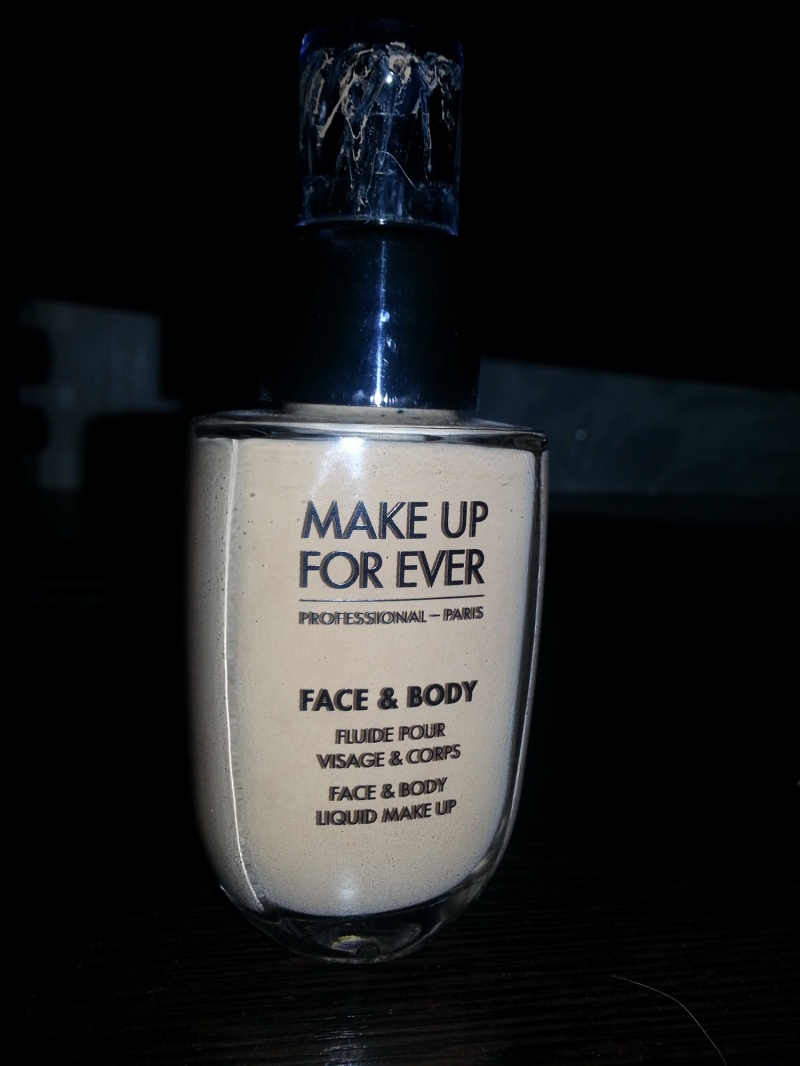 MAKE UP
FOR EVER
PROFESSIONAL – PARIS
FACE & BODY
FLUIDE POUR
VISAGE & CORPS
FACE & BODY
LIQUID MAKE UP